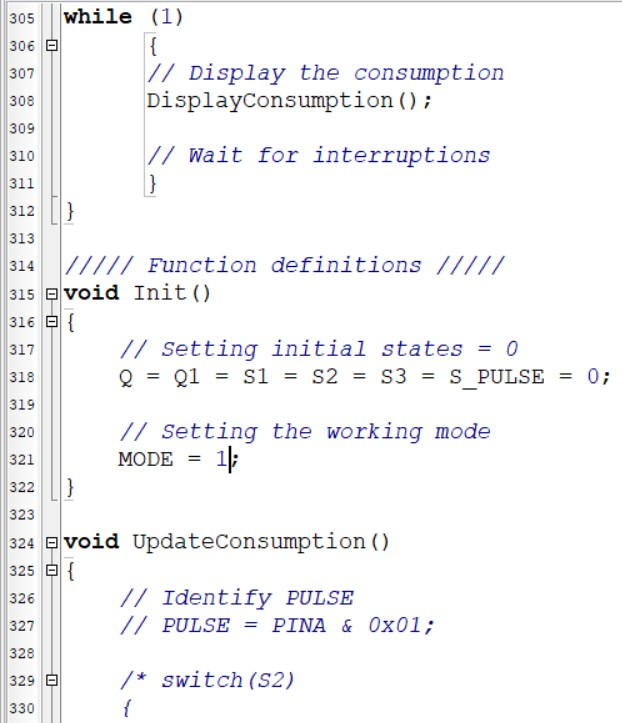 305 while (1)
306 {
307 // Display the consumption
308 DisplayConsumption();
309
310 // Wait for interruptions
311 }
312 }
313
314 ///// Function definitions /////
315 void Init()
316 {
317 // Setting initial states = 0
318 Q = Q1 = S1 = S2 = S3 = S_PULSE = 0;
319
320 // Setting the working mode
321 MODE = 1;
322 }
323
324 void UpdateConsumption()
325 {
326 // Identify PULSE
327 // PULSE = PINA & 0x01;
328
329 /* switch(S2)
330 {